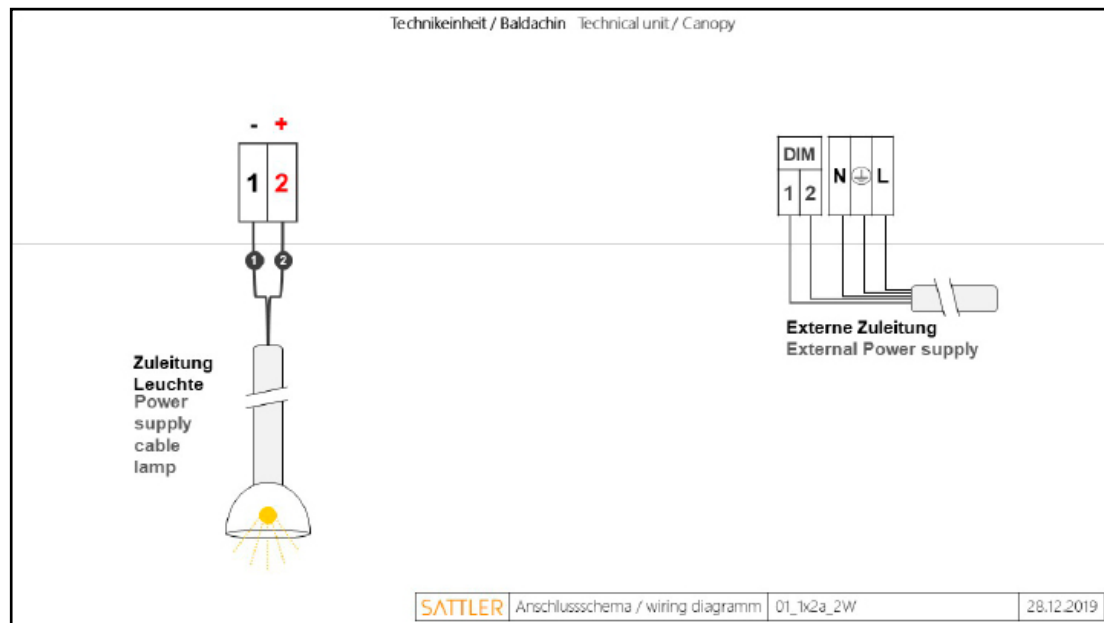 Technikeinheit / Baldachin Technical unit / Canopy
- +
1 2
1 2
Zuleitung
Leuchte
Power
supply
cable
lamp
DIM
1 2
N L
Externe Zuleitung
External Power supply
SATTLER Anschlussschema / wiring diagramm 01_1x2a_2W 28.12.2019